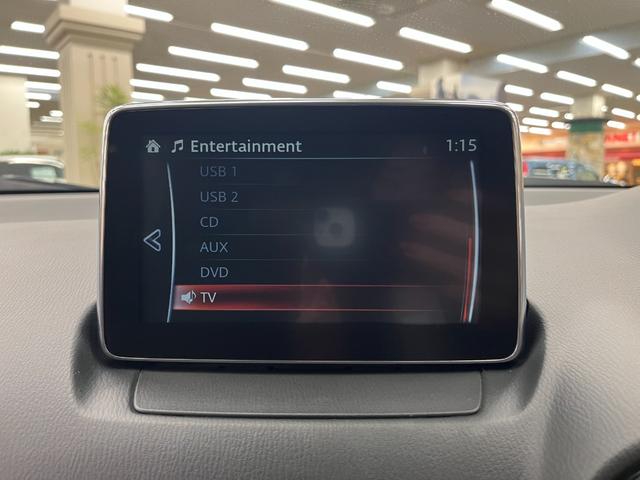 Entertainment 1:15
USB 1
USB 2
CD
AUX
DVD
TV